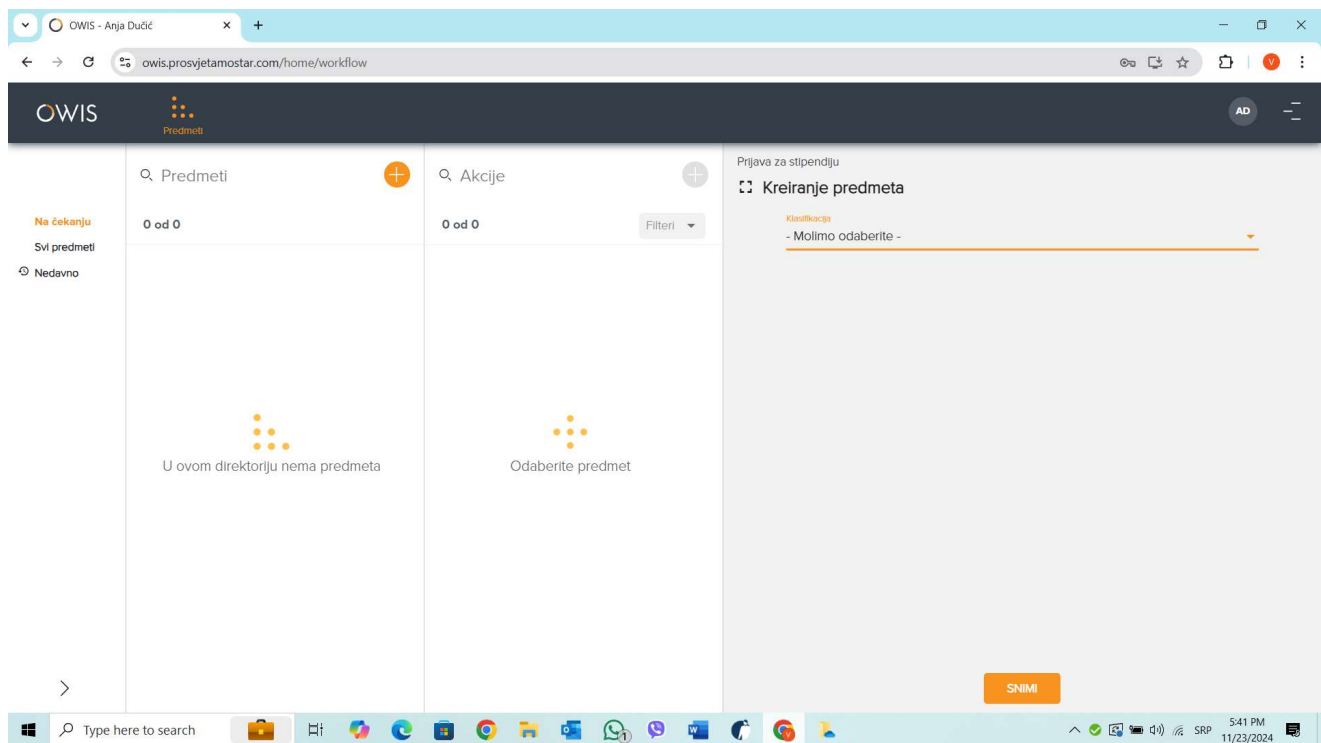 OWIS - Anja Dučić
owis.prosvjetamostar.com/home/workflow
V
OWIS
Predmeti
AD
Na čekanju
Svi predmeti
Nedavno
Predmeti
0 od 0
U ovom direktoriju nema predmeta
Akcije
0 od 0
Filteri
Odaberite predmet
Prijava za stipendiju
Kreiranje predmeta
Klasifikacija
- Molimo odaberite -
SNIMI
Type here to search
1
SRP
5:41 PM
11/23/2024